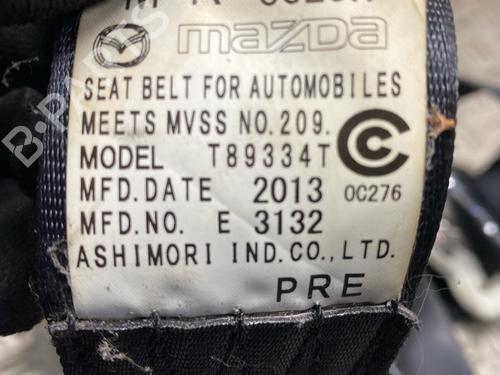 mazda
SEAT BELT FOR AUTOMOBILES
MEETS MVSS NO.209.
MODEL T89334T
MFD.DATE 2013 0C276
MFD.NO. E 3132
ASHIMORI IND.CO.,LTD.
PRE
B-PARTS